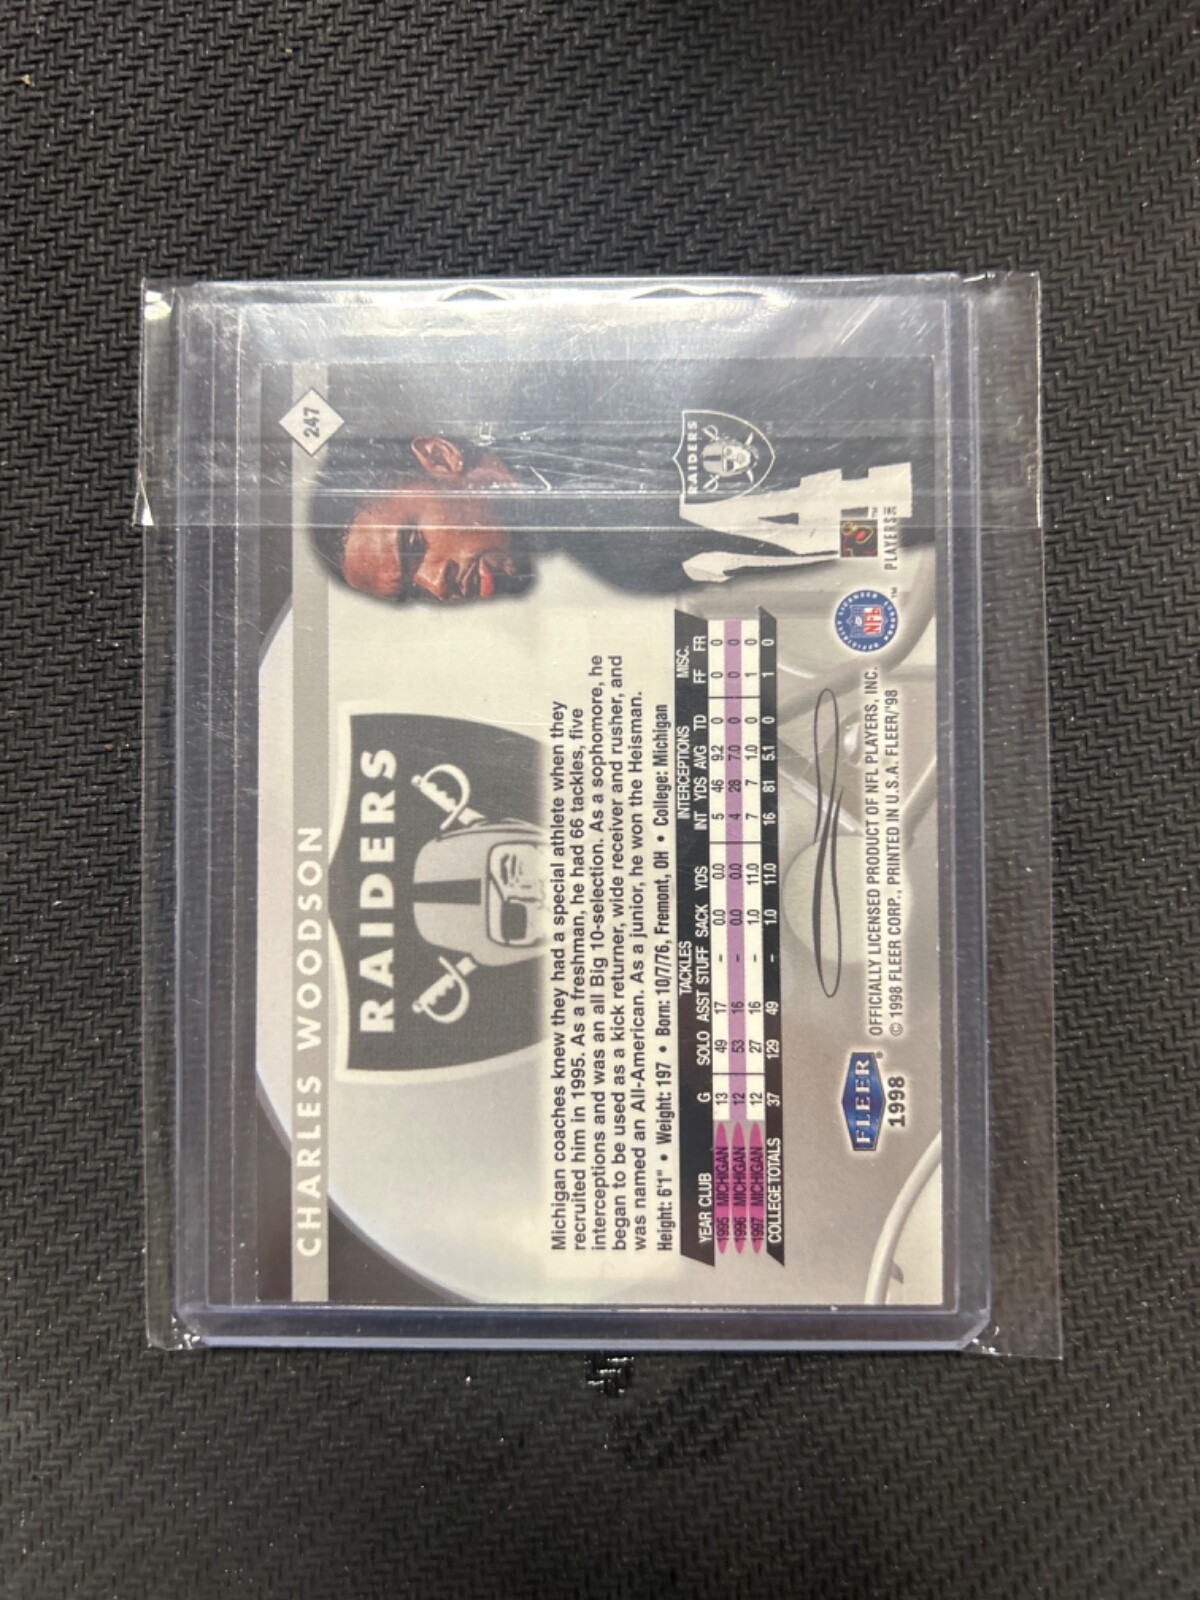 247
CHARLES WOODSON
RAIDERS
RAIDERS
Michigan coaches knew they had a special athlete when they
recruited him in 1995. As a freshman, he had 66 tackles, five
interceptions and was an all Big 10-selection. As a sophomore, he
began to be used as a kick returner, wide receiver and rusher, and
was named an All-American. As a junior, he won the Heisman.
Height: 6'1" • Weight: 197 • Born: 10/7/76, Fremont, OH • College: Michigan
TACKLES INTERCEPTIONS MISC.
YEAR CLUB G SOLO ASST STUFF SACK YDS INT YDS AVG TD FF FR
1995 MICHIGAN 13 49 17 – 0.0 0.0 5 46 9.2 0 0 0
1996 MICHIGAN 12 53 16 – 0.0 0.0 4 28 7.0 0 0 0
1997 MICHIGAN 12 27 16 – 1.0 11.0 7 7 1.0 0 1 0
COLLEGE TOTALS 37 129 49 – 1.0 11.0 16 81 5.1 0 1 0
FLEER®
1998
OFFICIALLY LICENSED PRODUCT OF NFL PLAYERS, INC.
© 1998 FLEER CORP., PRINTED IN U.S.A. FLEER/'98
OFFICIALLY LICENSED
NFL
TM
PLAYERS INC
TM